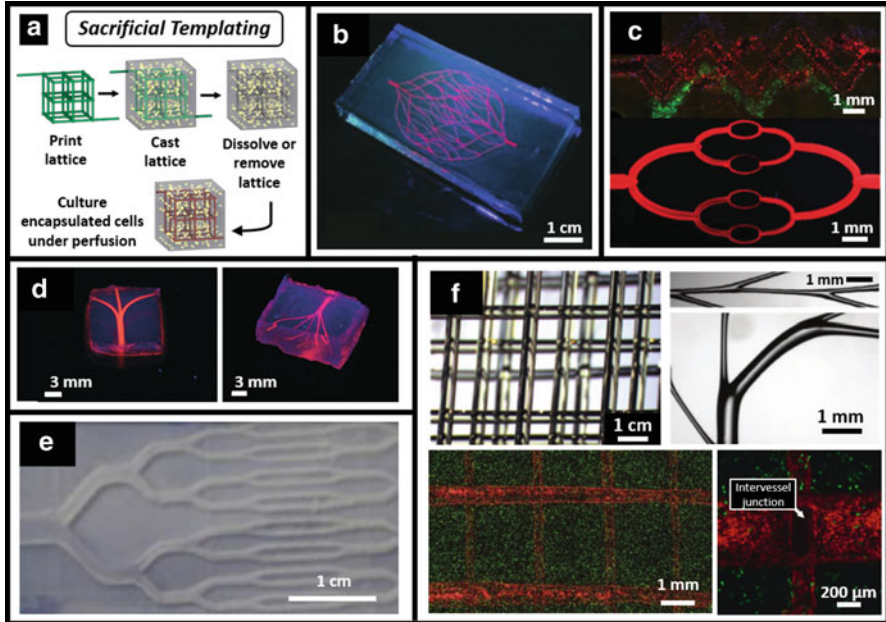 a
Sacrificial Templating
Print
lattice
Cast
lattice
Dissolve or
remove
lattice
Culture
encapsulated cells
under perfusion
b
1 cm
c
1 mm
1 mm
d
3 mm
3 mm
e
1 cm
f
1 cm
1 mm
1 mm
1 mm
Intervessel
junction
200 µm